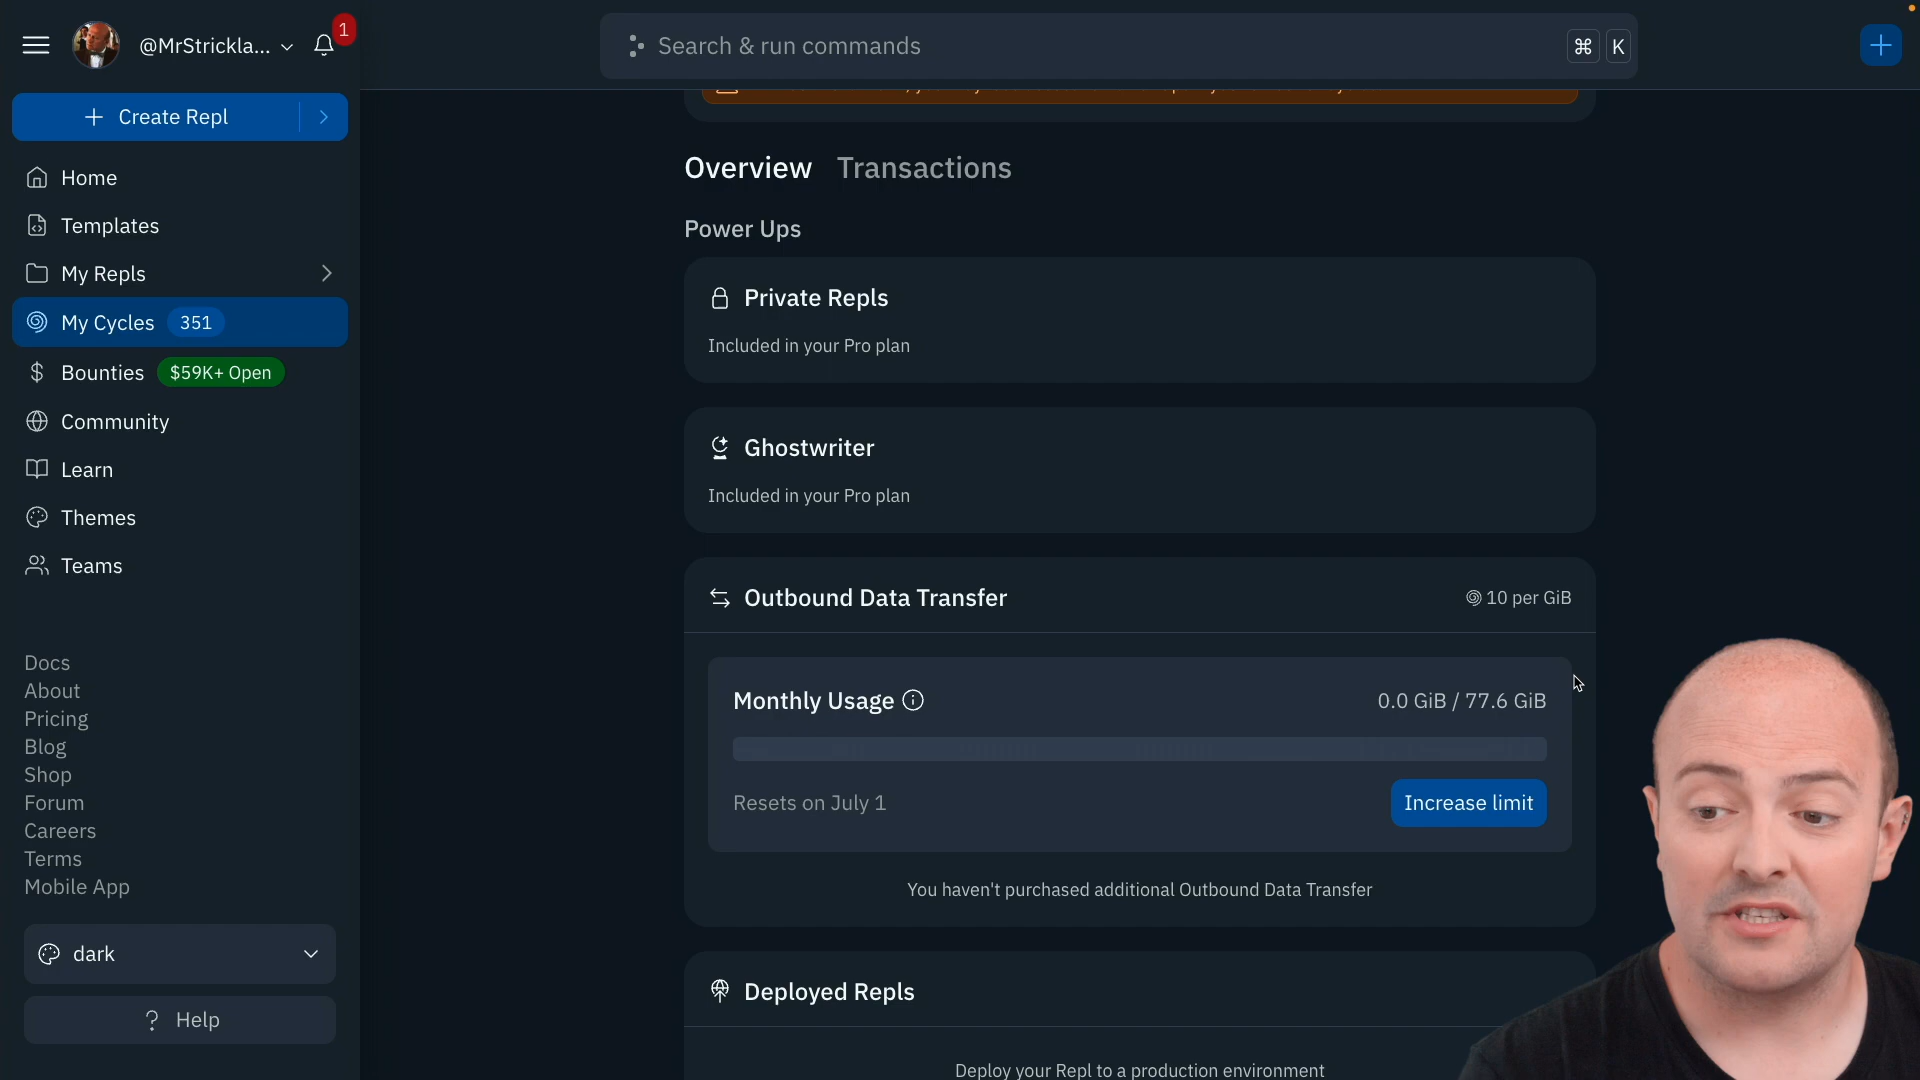 @MrStrickla...
1
Search & run commands
⌘ K
Create Repl
Home
Templates
My Repls
My Cycles 351
Bounties $59K+ Open
Community
Learn
Themes
Teams
Docs
About
Pricing
Blog
Shop
Forum
Careers
Terms
Mobile App
dark
? Help
Overview Transactions
Power Ups
Private Repls
Included in your Pro plan
Ghostwriter
Included in your Pro plan
Outbound Data Transfer
10 per GiB
Monthly Usage
0.0 GiB / 77.6 GiB
Resets on July 1
Increase limit
You haven't purchased additional Outbound Data Transfer
Deployed Repls
Deploy your Repl to a production environment